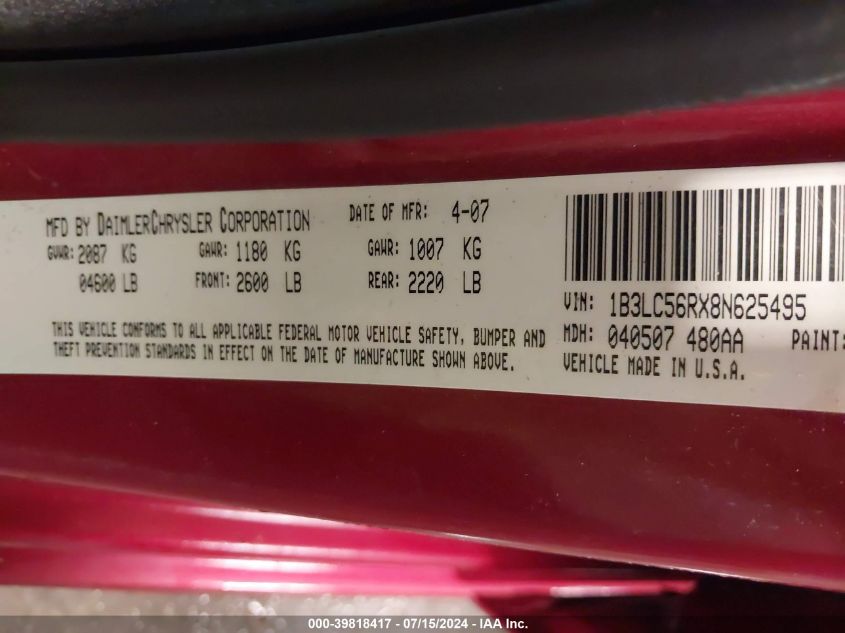 MFD BY DAIMLERCHRYSLER CORPORATION DATE OF MFR: 4-07
GVWR: 2087 KG GAWR: 1180 KG GAWR: 1007 KG
04600 LB FRONT: 2600 LB REAR: 2220 LB
THIS VEHICLE CONFORMS TO ALL APPLICABLE FEDERAL MOTOR VEHICLE SAFETY, BUMPER AND
THEFT PREVENTION STANDARDS IN EFFECT ON THE DATE OF MANUFACTURE SHOWN ABOVE.
VIN: 1B3LC56RX8N625495
MDH: 040507 480AA PAINT:
VEHICLE MADE IN U.S.A.
000-39818417 - 07/15/2024 - IAA Inc.